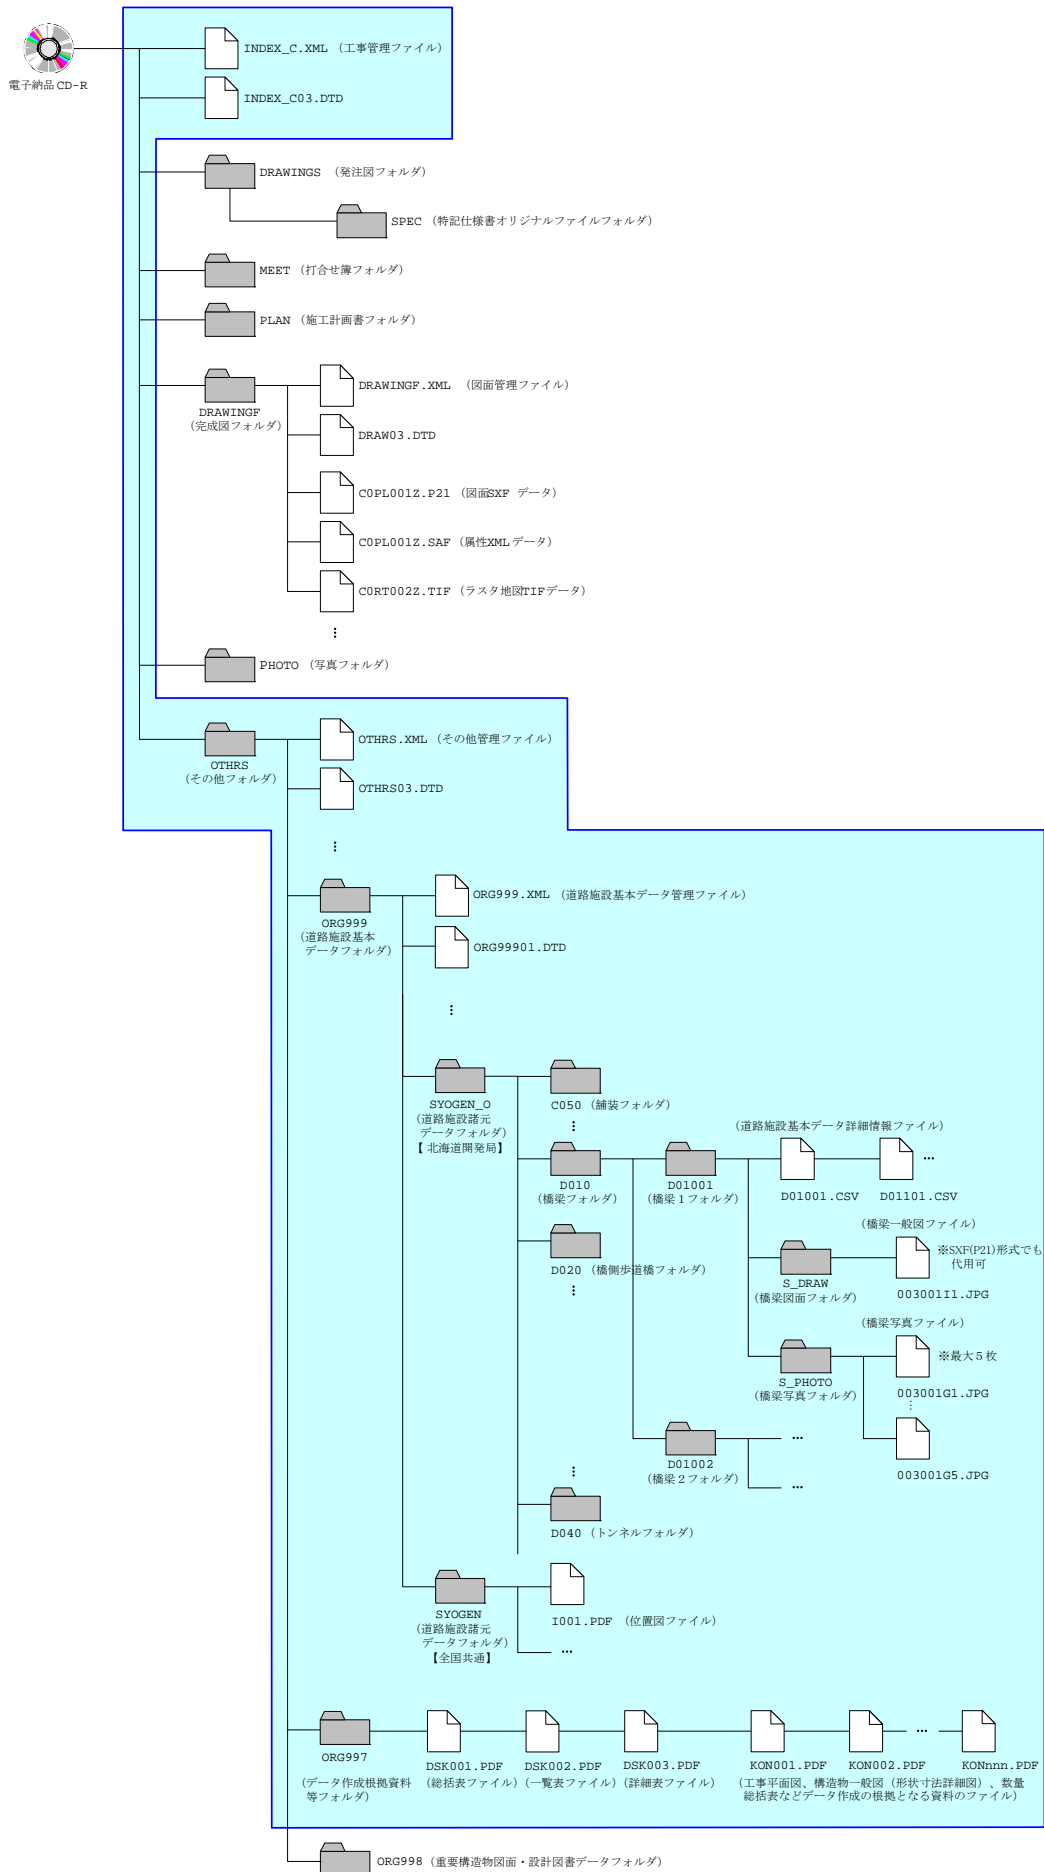 電子納品 CD-R
INDEX_C.XML （工事管理ファイル）
INDEX_C03.DTD
DRAWINGS （発注図フォルダ）
SPEC （特記仕様書オリジナルファイルフォルダ）
MEET （打合せ簿フォルダ）
PLAN （施工計画書フォルダ）
DRAWINGF
（完成図フォルダ）
DRAWINGF.XML （図面管理ファイル）
DRAW03.DTD
C0PL001Z.P21 （図面SXF データ）
C0PL001Z.SAF （属性XMLデータ）
C0RT002Z.TIF （ラスタ地図TIFデータ）
⋮
PHOTO （写真フォルダ）
OTHRS
（その他フォルダ）
OTHRS.XML （その他管理ファイル）
OTHRS03.DTD
⋮
ORG999
（道路施設基本
データフォルダ）
ORG999.XML （道路施設基本データ管理ファイル）
ORG99901.DTD
⋮
SYOGEN_O
（道路施設諸元
データフォルダ）
【 北海道開発局】
C050 （舗装フォルダ）
⋮
D010
（橋梁フォルダ）
D01001
（橋梁１フォルダ）
（道路施設基本データ詳細情報ファイル）
D01001.CSV
D01101.CSV
…
（橋梁一般図ファイル）
※SXF(P21)形式でも
代用可
S_DRAW
（橋梁図面フォルダ）
003001I1.JPG
D020 （橋側歩道橋フォルダ）
⋮
（橋梁写真ファイル）
※最大５枚
S_PHOTO
（橋梁写真フォルダ）
003001G1.JPG
⋮
003001G5.JPG
D01002
（橋梁２フォルダ）
…
…
⋮
D040 （トンネルフォルダ）
SYOGEN
（道路施設諸元
データフォルダ）
【全国共通】
I001.PDF （位置図ファイル）
…
ORG997
（データ作成根拠資料
等フォルダ）
DSK001.PDF
（総括表ファイル）
DSK002.PDF
（一覧表ファイル）
DSK003.PDF
（詳細表ファイル）
KON001.PDF
KON002.PDF
…
KONnnn.PDF
（工事平面図、構造物一般図（形状寸法詳細図）、数量
総括表などデータ作成の根拠となる資料のファイル）
ORG998 （重要構造物図面・設計図書データフォルダ）